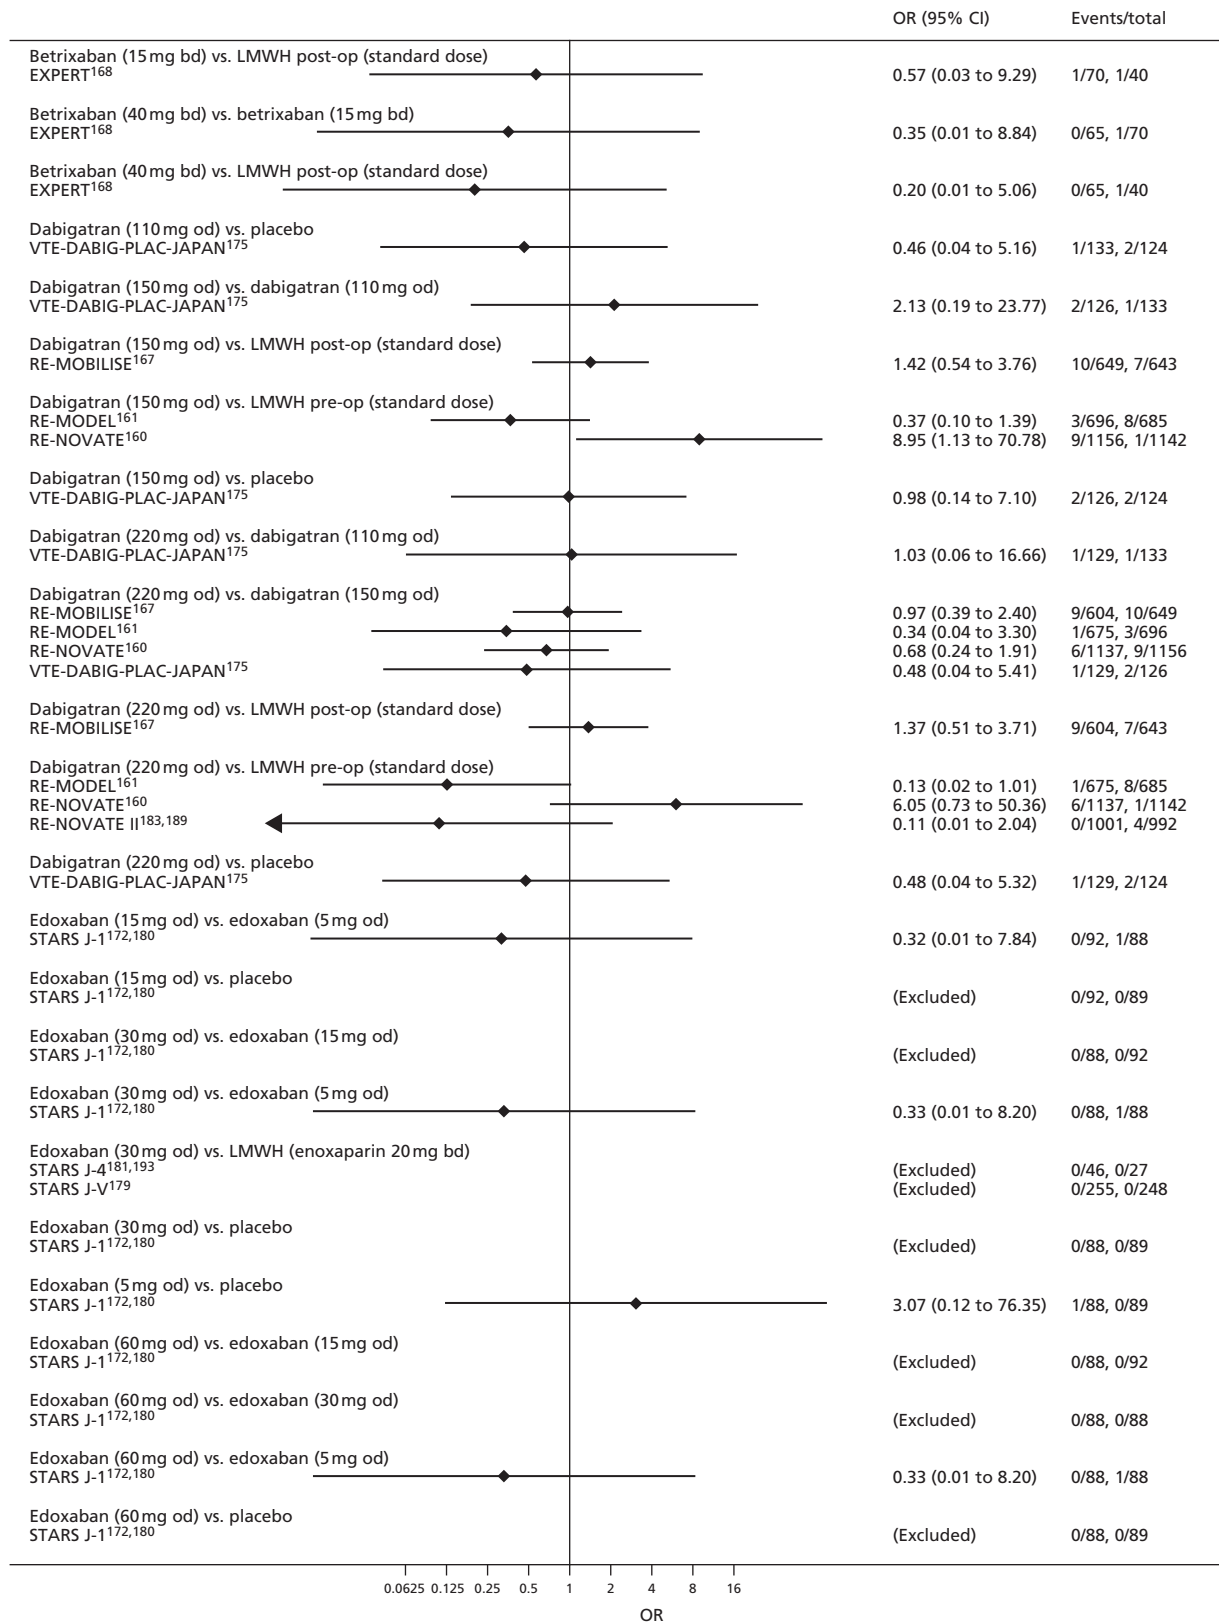 OR (95% CI) Events/total
Betrixaban (15 mg bd) vs. LMWH post-op (standard dose)
EXPERT168 0.57 (0.03 to 9.29) 1/70, 1/40
Betrixaban (40 mg bd) vs. betrixaban (15 mg bd)
EXPERT168 0.35 (0.01 to 8.84) 0/65, 1/70
Betrixaban (40 mg bd) vs. LMWH post-op (standard dose)
EXPERT168 0.20 (0.01 to 5.06) 0/65, 1/40
Dabigatran (110 mg od) vs. placebo
VTE-DABIG-PLAC-JAPAN175 0.46 (0.04 to 5.16) 1/133, 2/124
Dabigatran (150 mg od) vs. dabigatran (110 mg od)
VTE-DABIG-PLAC-JAPAN175 2.13 (0.19 to 23.77) 2/126, 1/133
Dabigatran (150 mg od) vs. LMWH post-op (standard dose)
RE-MOBILISE167 1.42 (0.54 to 3.76) 10/649, 7/643
Dabigatran (150 mg od) vs. LMWH pre-op (standard dose)
RE-MODEL161 0.37 (0.10 to 1.39) 3/696, 8/685
RE-NOVATE160 8.95 (1.13 to 70.78) 9/1156, 1/1142
Dabigatran (150 mg od) vs. placebo
VTE-DABIG-PLAC-JAPAN175 0.98 (0.14 to 7.10) 2/126, 2/124
Dabigatran (220 mg od) vs. dabigatran (110 mg od)
VTE-DABIG-PLAC-JAPAN175 1.03 (0.06 to 16.66) 1/129, 1/133
Dabigatran (220 mg od) vs. dabigatran (150 mg od)
RE-MOBILISE167 0.97 (0.39 to 2.40) 9/604, 10/649
RE-MODEL161 0.34 (0.04 to 3.30) 1/675, 3/696
RE-NOVATE160 0.68 (0.24 to 1.91) 6/1137, 9/1156
VTE-DABIG-PLAC-JAPAN175 0.48 (0.04 to 5.41) 1/129, 2/126
Dabigatran (220 mg od) vs. LMWH post-op (standard dose)
RE-MOBILISE167 1.37 (0.51 to 3.71) 9/604, 7/643
Dabigatran (220 mg od) vs. LMWH pre-op (standard dose)
RE-MODEL161 0.13 (0.02 to 1.01) 1/675, 8/685
RE-NOVATE160 6.05 (0.73 to 50.36) 6/1137, 1/1142
RE-NOVATE II183,189 0.11 (0.01 to 2.04) 0/1001, 4/992
Dabigatran (220 mg od) vs. placebo
VTE-DABIG-PLAC-JAPAN175 0.48 (0.04 to 5.32) 1/129, 2/124
Edoxaban (15 mg od) vs. edoxaban (5 mg od)
STARS J-1172,180 0.32 (0.01 to 7.84) 0/92, 1/88
Edoxaban (15 mg od) vs. placebo
STARS J-1172,180 (Excluded) 0/92, 0/89
Edoxaban (30 mg od) vs. edoxaban (15 mg od)
STARS J-1172,180 (Excluded) 0/88, 0/92
Edoxaban (30 mg od) vs. edoxaban (5 mg od)
STARS J-1172,180 0.33 (0.01 to 8.20) 0/88, 1/88
Edoxaban (30 mg od) vs. LMWH (enoxaparin 20 mg bd)
STARS J-4181,193 (Excluded) 0/46, 0/27
STARS J-V179 (Excluded) 0/255, 0/248
Edoxaban (30 mg od) vs. placebo
STARS J-1172,180 (Excluded) 0/88, 0/89
Edoxaban (5 mg od) vs. placebo
STARS J-1172,180 3.07 (0.12 to 76.35) 1/88, 0/89
Edoxaban (60 mg od) vs. edoxaban (15 mg od)
STARS J-1172,180 (Excluded) 0/88, 0/92
Edoxaban (60 mg od) vs. edoxaban (30 mg od)
STARS J-1172,180 (Excluded) 0/88, 0/88
Edoxaban (60 mg od) vs. edoxaban (5 mg od)
STARS J-1172,180 0.33 (0.01 to 8.20) 0/88, 1/88
Edoxaban (60 mg od) vs. placebo
STARS J-1172,180 (Excluded) 0/88, 0/89
0.0625 0.125 0.25 0.5 1 2 4 8 16
OR